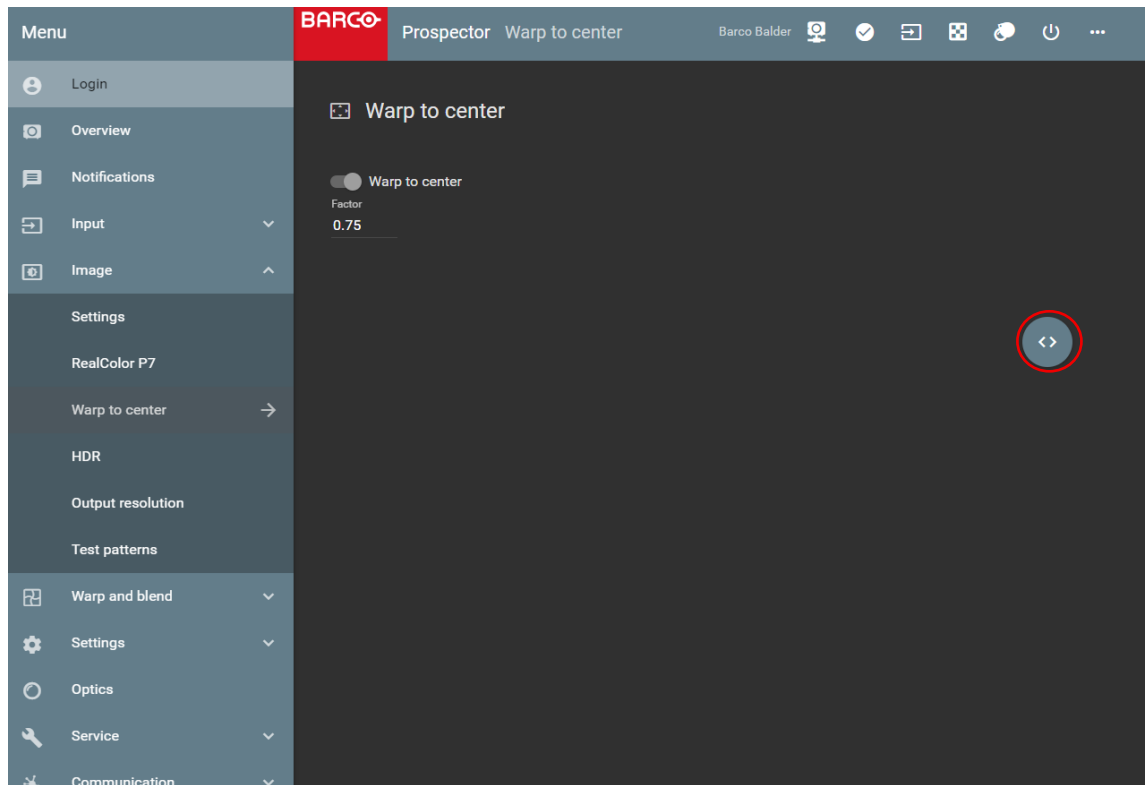 Menu
BARCO
Prospector Warp to center
Barco Balder
Login
Overview
Notifications
Input
Image
Settings
RealColor P7
Warp to center
HDR
Output resolution
Test patterns
Warp and blend
Settings
Optics
Service
Communication
Warp to center
Warp to center
Factor
0.75